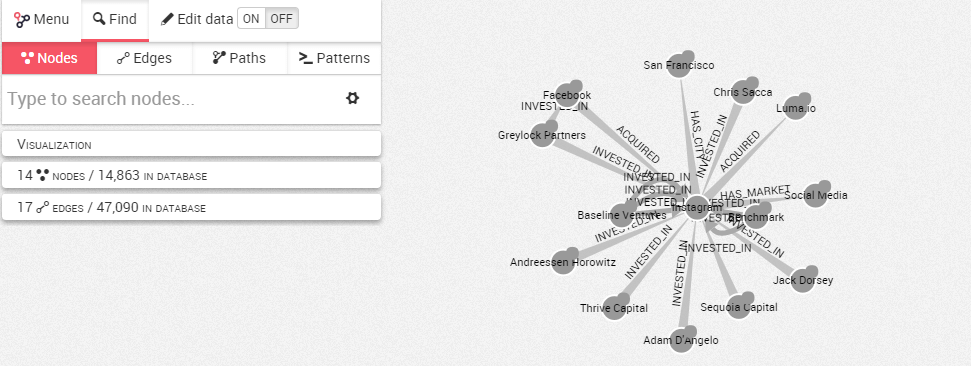 Menu
Find
Edit data
ON
OFF
Nodes
Edges
Paths
Patterns
Type to search nodes...
VISUALIZATION
14 NODES / 14,863 IN DATABASE
17 EDGES / 47,090 IN DATABASE
San Francisco
Chris Sacca
Facebook
Luma.io
INVESTED_IN
Greylock Partners
ACQUIRED
HAS_CITY
INVESTED_IN
ACQUIRED
INVESTED_IN
INVESTED_IN
INVESTED_IN
INVESTED_IN
HAS_MARKET
Social Media
INVESTED_IN
Instagram
Baseline Ventures
Benchmark
INVESTED_IN
INVESTED_IN
INVESTED_IN
Andreessen Horowitz
INVESTED_IN
INVESTED_IN
Jack Dorsey
Thrive Capital
Sequoia Capital
Adam D'Angelo